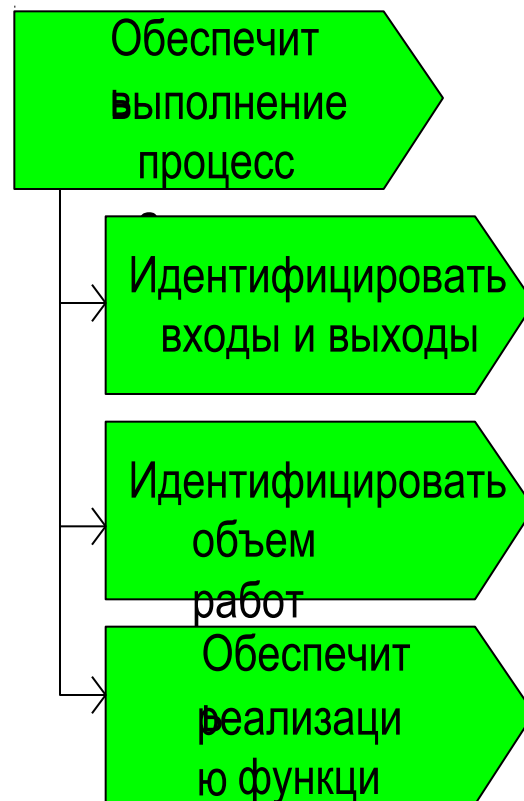 Обеспечит
ь
выполнение
процесс
Идентифицировать
входы и выходы
Идентифицировать
объем
работ
Обеспечит
ь
реализаци
ю функци